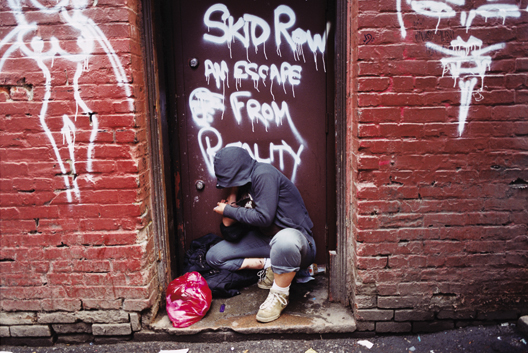 SKID ROW
AN ESCAPE
FROM
REALITY